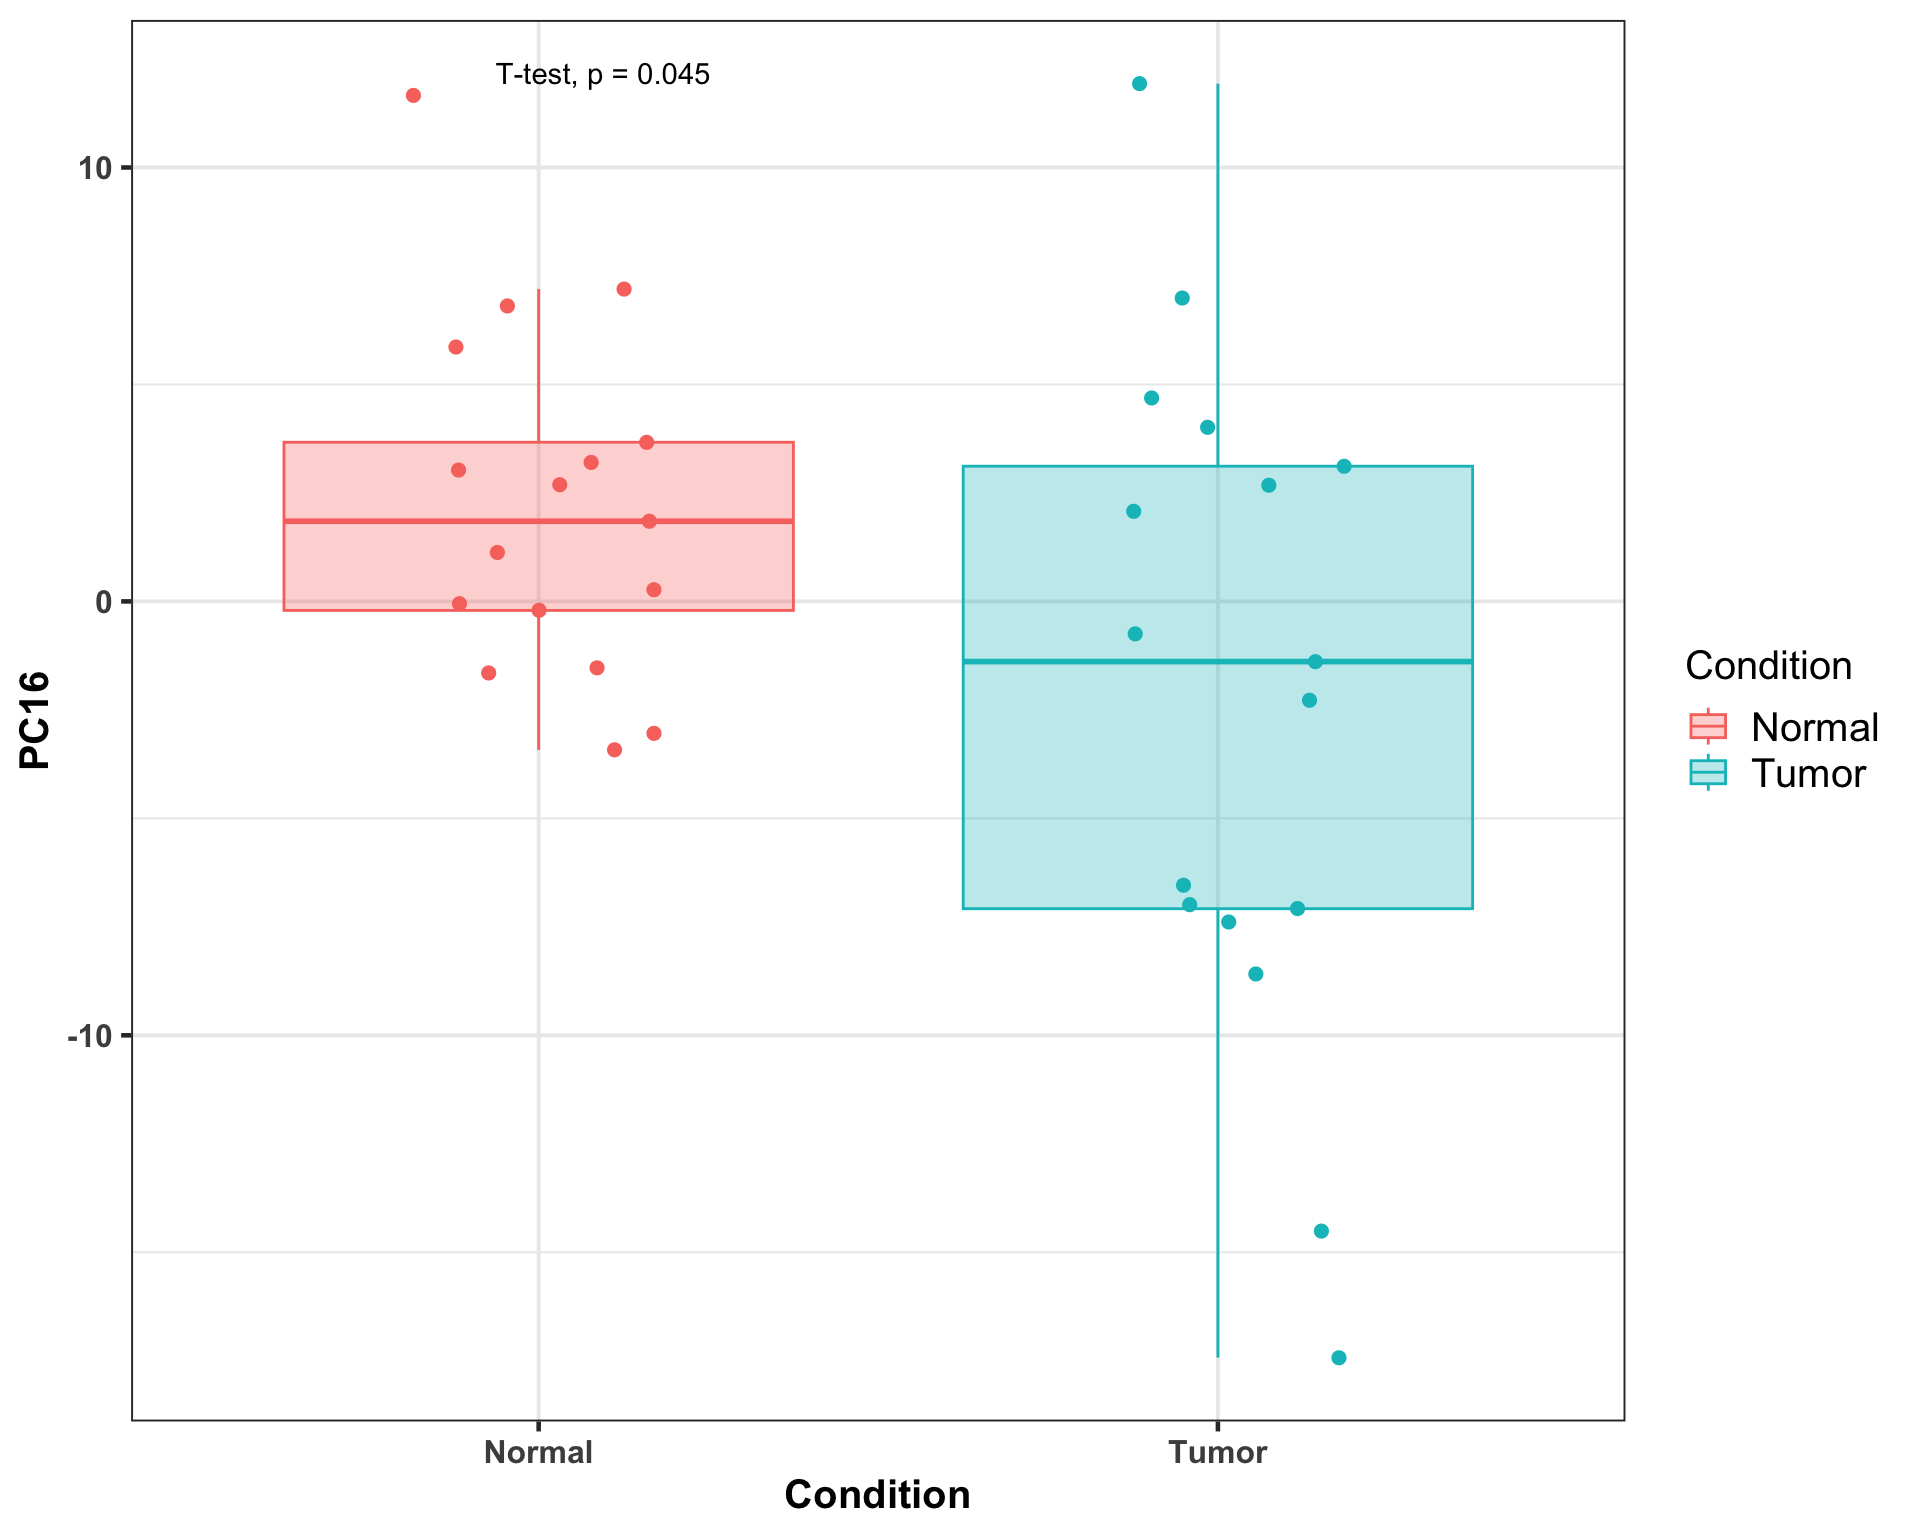 T-test, p = 0.045
10
0
-10
PC16
Normal
Tumor
Condition
Condition
Normal
Tumor